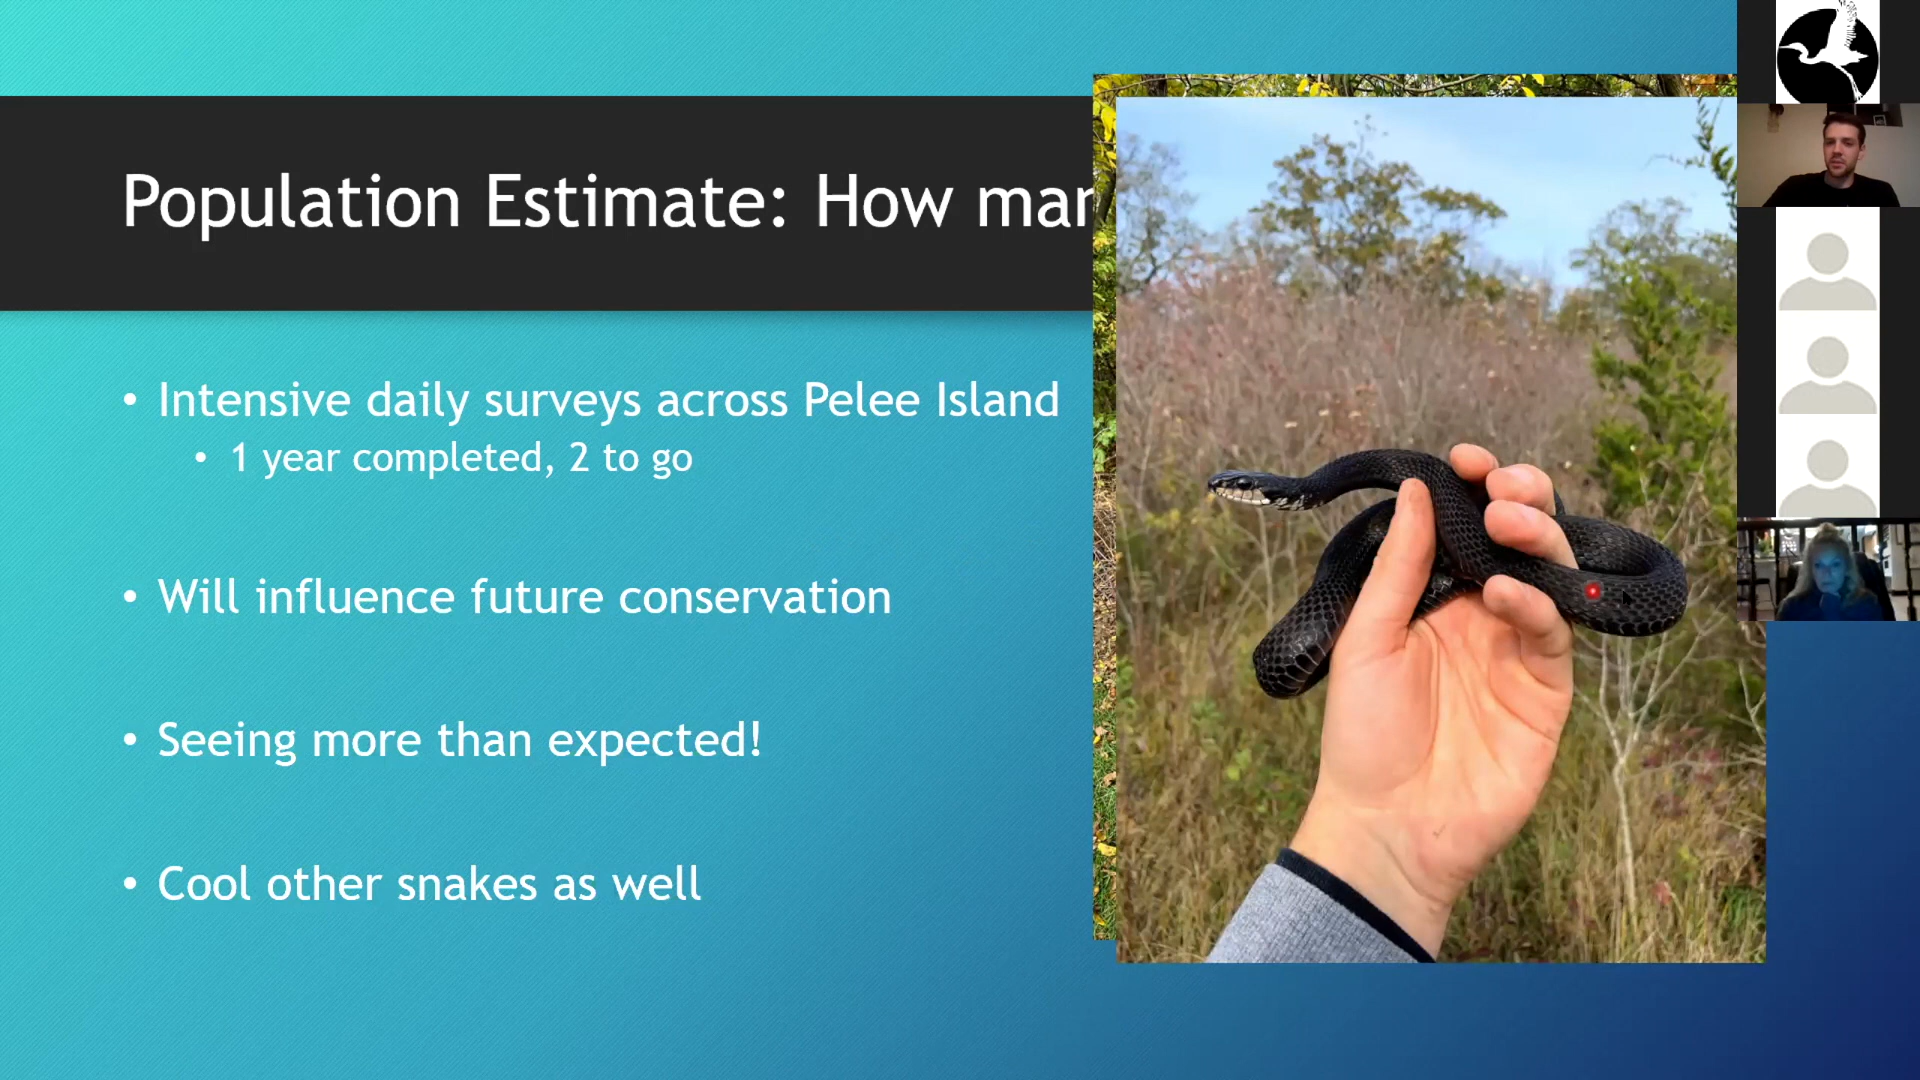 Population Estimate: How mar
• Intensive daily surveys across Pelee Island
• 1 year completed, 2 to go
• Will influence future conservation
• Seeing more than expected!
• Cool other snakes as well